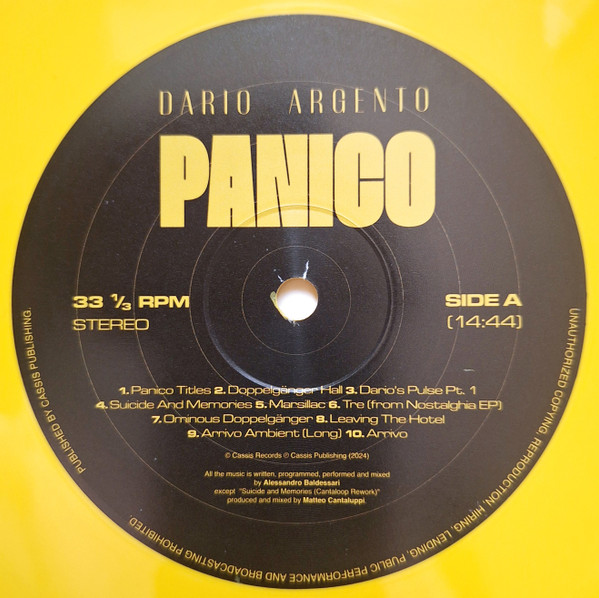 DARIO ARGENTO
PANICO
33 ⅓ RPM
STEREO
SIDE A
(14:44)
1.Panico Titles 2.Doppelgänger Hall 3.Dario's Pulse Pt. 1
4.Suicide And Memories 5.Marsillac 6.Tre (from Nostalghia EP)
7.Ominous Doppelgänger 8.Leaving The Hotel
9.Arrivo Ambient (Long) 10.Arrivo
© Cassis Records ℗ Cassis Publishing (2024)
All the music is written, programmed, performed and mixed
by Alessandro Baldessari
except "Suicide and Memories (Cantaloop Rework)"
produced and mixed by Matteo Cantaluppi.
PUBLISHED BY CASSIS PUBLISHING.
UNAUTHORIZED COPYING, REPRODUCTION, HIRING, LENDING, PUBLIC PERFORMANCE AND BROADCASTING PROHIBITED.